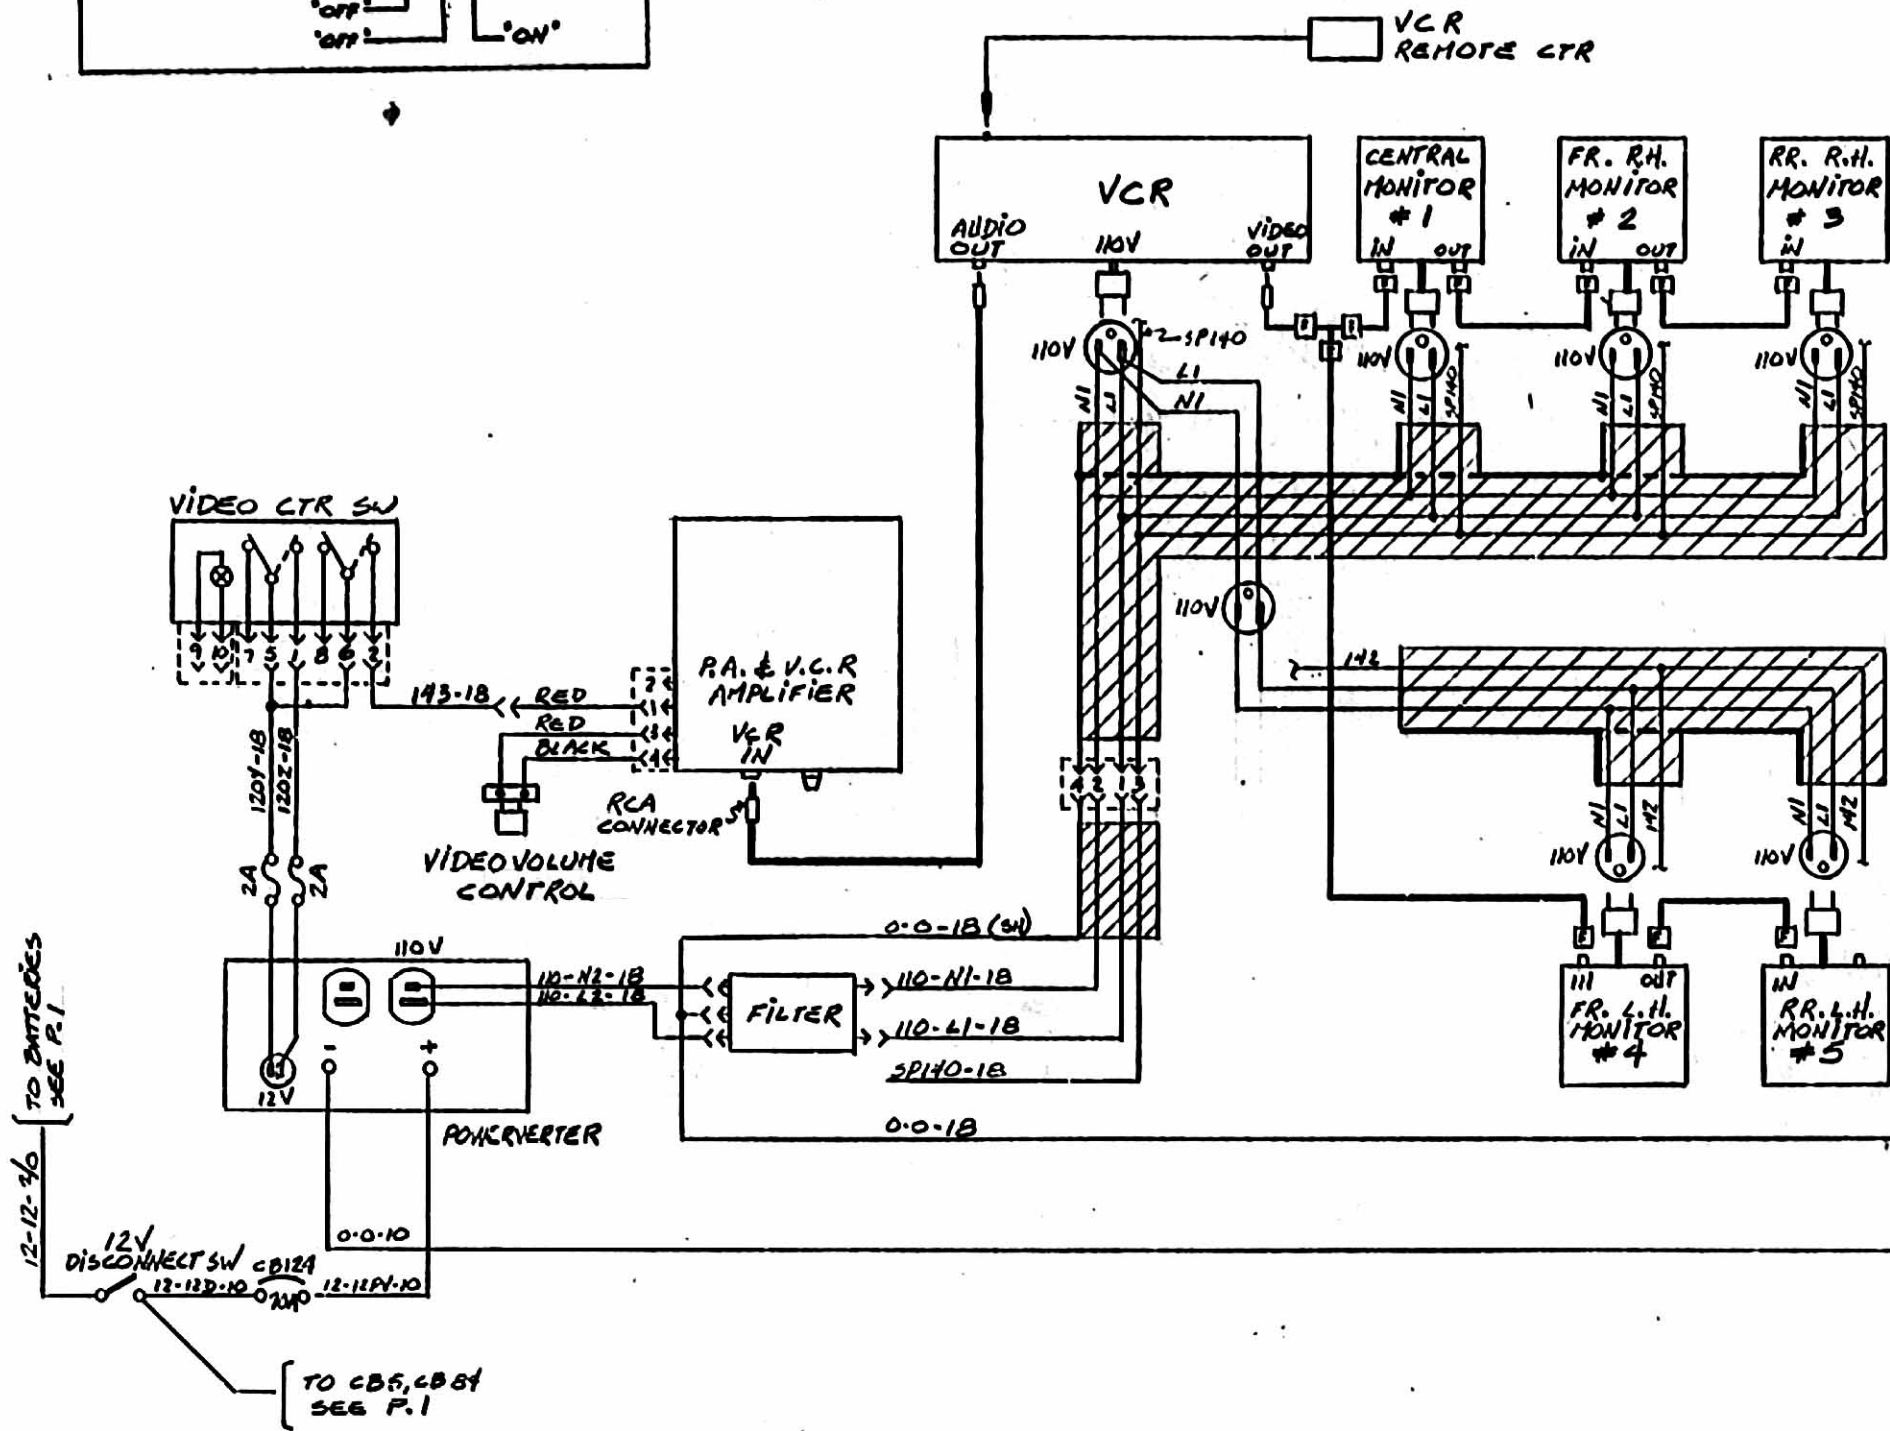 "OFF"
"OFF"
"ON"
VCR
REMOTE CTR
VCR
AUDIO
OUT
110V
VIDEO
OUT
CENTRAL
MONITOR
# 1
IN OUT
FR. R.H.
MONITOR
# 2
IN OUT
RR. R.H.
MONITOR
# 3
IN
110V
SP140
L1
N1
N1
L1
110V
N1
L1
SP140
110V
N1
L1
SP140
110V
N1
L1
SP140
VIDEO CTR SW
9 10 7 5 1 8 6 2
143-18
RED
RED
BLACK
2
1
3
4
P.A. & V.C.R
AMPLIFIER
VCR
IN
RCA
CONNECTOR
VIDEO VOLUME
CONTROL
120Y-18
120Z-18
2A
2A
110V
142
4 2 1 3
N1
L1
142
110V
N1
L1
142
110V
0-0-18 (SH)
110V
110-N2-18
110-L2-18
FILTER
110-N1-18
110-L1-18
SP140-18
0-0-18
- +
12V
POWERVERTER
OUT
FR. L.H.
MONITOR
# 4
IN
RR. L.H.
MONITOR
# 5
TO BATTERIES
SEE P.1
12-12-2/0
12V
DISCONNECT SW
CB124
12-12D-10
12-12PV-10
0-0-10
TO CB5, CB84
SEE P.1